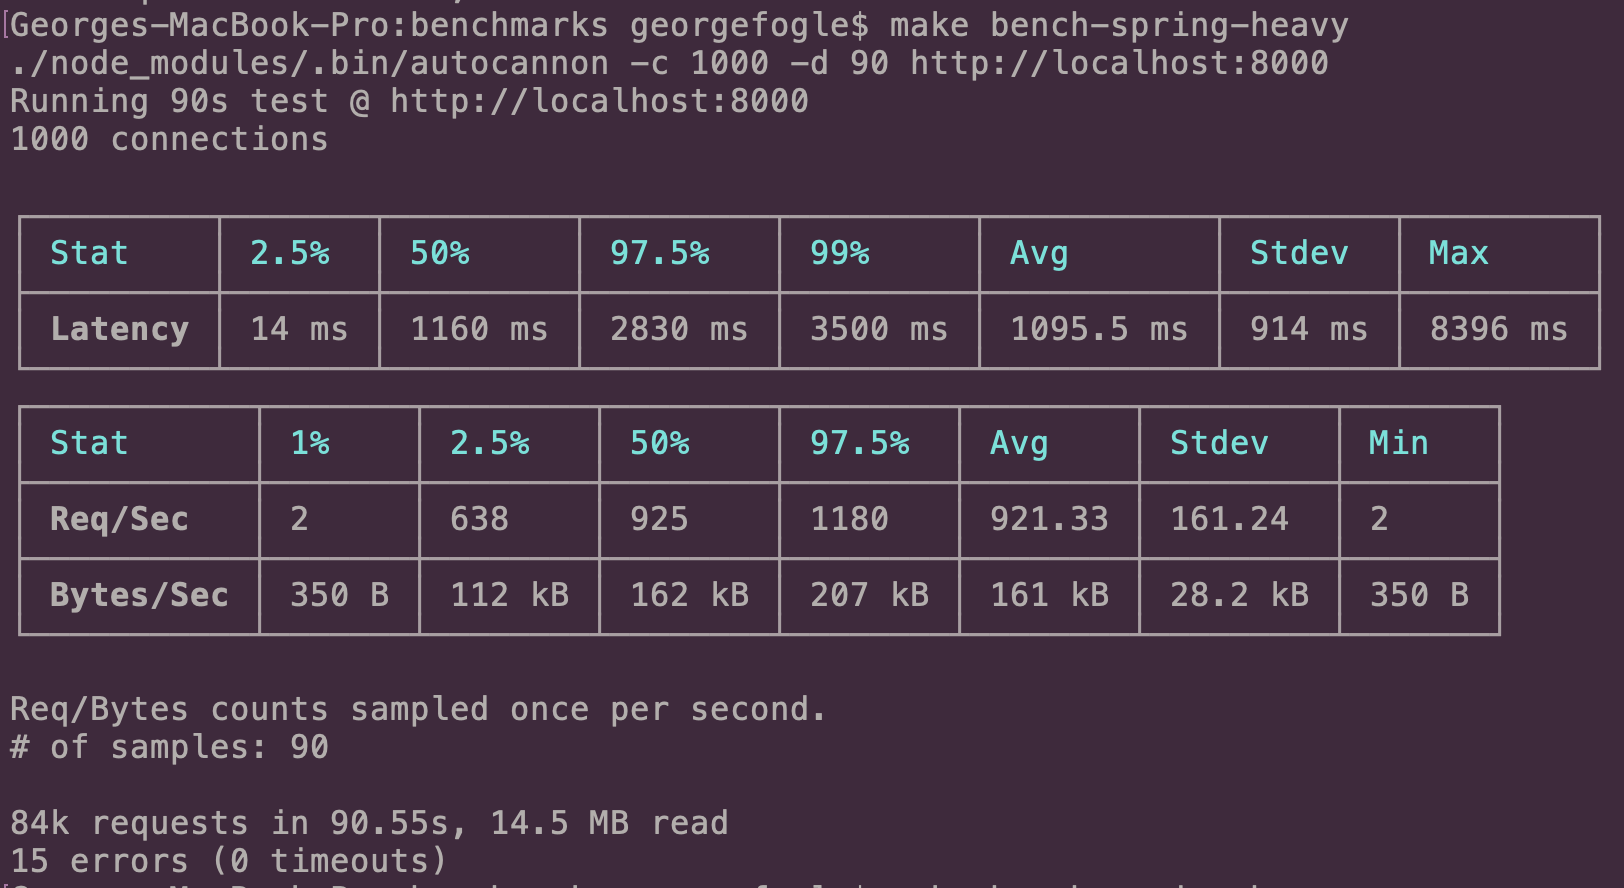 Georges-MacBook-Pro:benchmarks georgefogle$ make bench-spring-heavy
./node_modules/.bin/autocannon -c 1000 -d 90 http://localhost:8000
Running 90s test @ http://localhost:8000
1000 connections
Stat 2.5% 50% 97.5% 99% Avg Stdev Max
Latency 14 ms 1160 ms 2830 ms 3500 ms 1095.5 ms 914 ms 8396 ms
Stat 1% 2.5% 50% 97.5% Avg Stdev Min
Req/Sec 2 638 925 1180 921.33 161.24 2
Bytes/Sec 350 B 112 kB 162 kB 207 kB 161 kB 28.2 kB 350 B
Req/Bytes counts sampled once per second.
# of samples: 90
84k requests in 90.55s, 14.5 MB read
15 errors (0 timeouts)